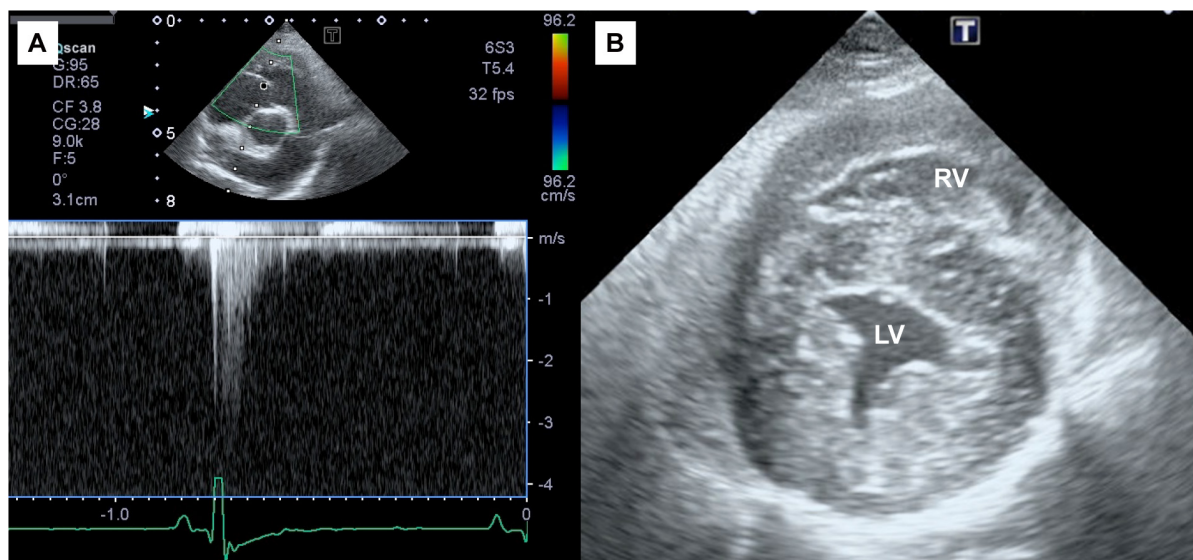 A
Qscan
G:95
DR:65
CF 3.8
CG:28
9.0k
F:5
0°
3.1cm
0
5
8
T
6S3
T5.4
32 fps
96.2
96.2
cm/s
m/s
-1
-2
-3
-4
-1.0
0
B
T
RV
LV